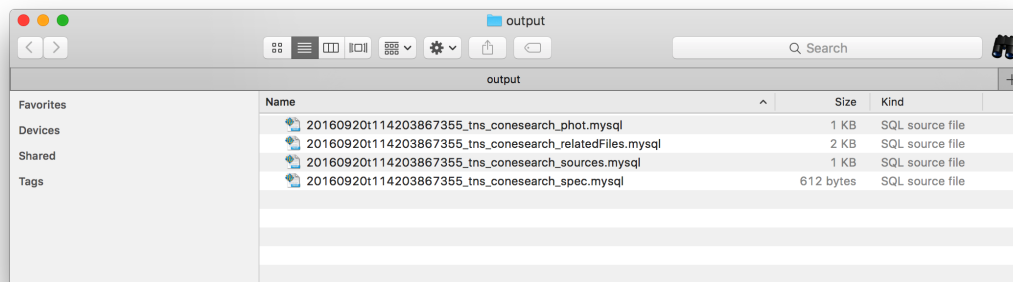 output
Search
output
Favorites
Devices
Shared
Tags
Name Size Kind
20160920t114203867355_tns_conesearch_phot.mysql 1 KB SQL source file
20160920t114203867355_tns_conesearch_relatedFiles.mysql 2 KB SQL source file
20160920t114203867355_tns_conesearch_sources.mysql 1 KB SQL source file
20160920t114203867355_tns_conesearch_spec.mysql 612 bytes SQL source file